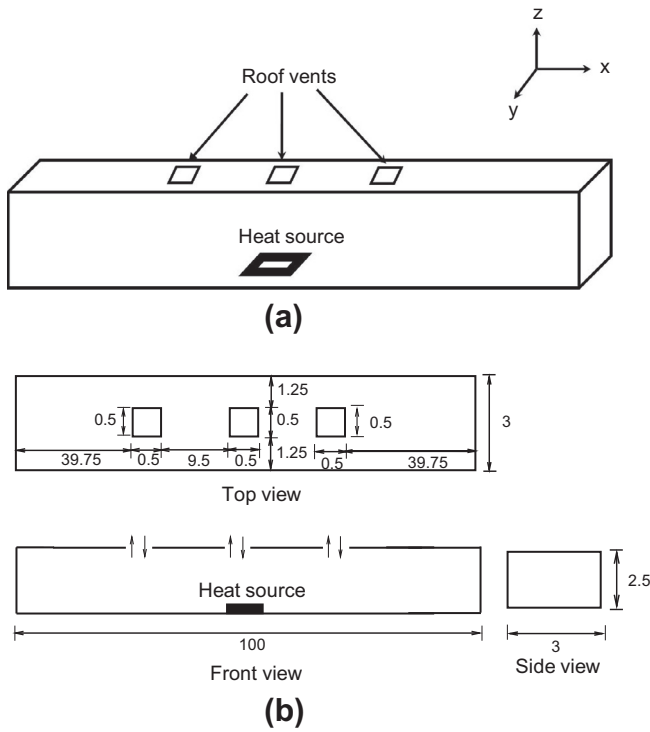 z
x
y
Roof vents
Heat source
(a)
1.25
0.5
0.5
0.5
3
1.25
39.75
0.5
9.5
0.5
0.5
39.75
Top view
Heat source
2.5
100
3
Front view
Side view
(b)